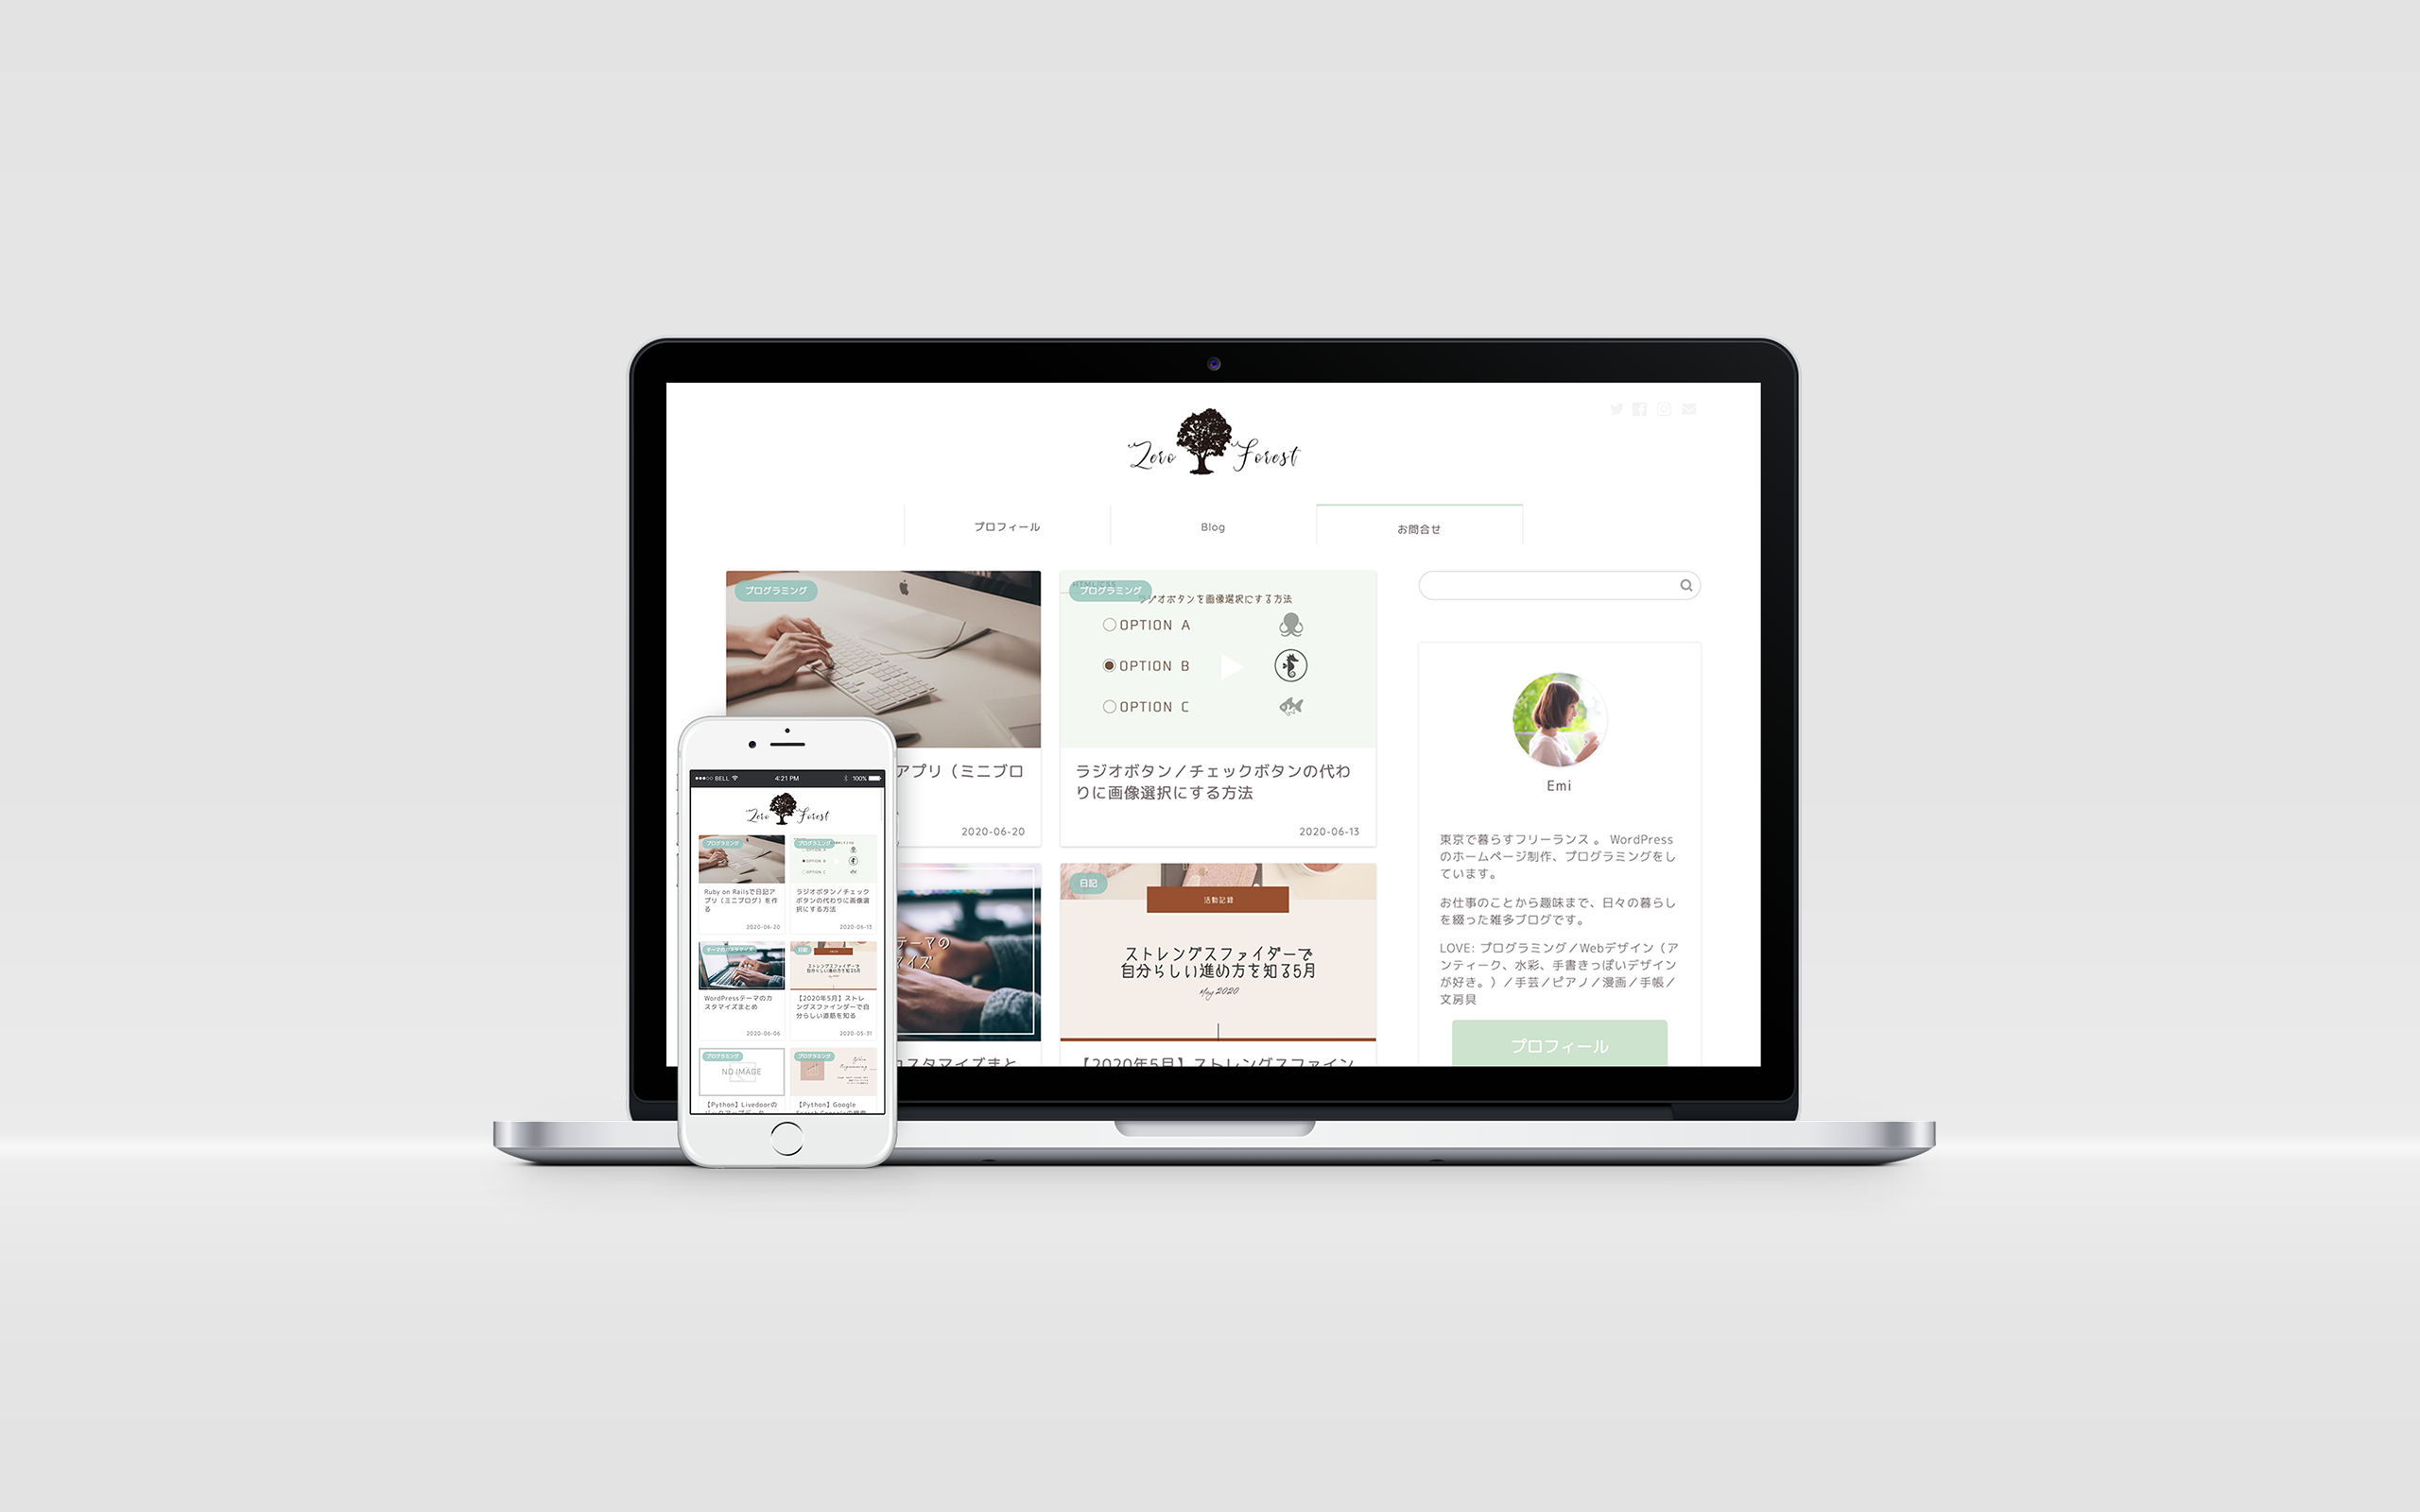 Zero Forest
プロフィール
Blog
お問合せ
プログラミング
アプリ（ミニブロ
2020-06-20
HTML/CSS
プログラミング
ラジオボタンを画像選択にする方法
OPTION A
OPTION B
OPTION C
ラジオボタン／チェックボタンの代わ
りに画像選択にする方法
2020-06-13
テーマの
マイズ
カスタマイズまと
日記
活動記録
ストレングスファイダーで
自分らしい進め方を知る5月
May 2020
【2020年5月】ストレングスファイン
Emi
東京で暮らすフリーランス 。 WordPress
のホームページ制作、プログラミングをし
ています。
お仕事のことから趣味まで、日々の暮らし
を綴った雑多ブログです。
LOVE: プログラミング／Webデザイン（ア
ンティーク、水彩、手書きっぽいデザイン
が好き。）／手芸／ピアノ／漫画／手帳／
文房具
プロフィール
BELL
4:21 PM
100%
Zero Forest
プログラミング
Ruby on Railsで日記ア
プリ（ミニブログ）を作
る
2020-06-20
プログラミング
OPTION B
OPTION C
ラジオボタン／チェック
ボタンの代わりに画像選
択にする方法
2020-06-13
WordPressテーマのカ
スタマイズまとめ
2020-06-06
日記
ストレングスファイダーで
自分らしい進め方を知る5月
【2020年5月】ストレ
ングスファインダーで自
分らしい道筋を知る
2020-05-31
プログラミング
NO IMAGE
【Python】Livedoorの
プログラミング
【Python】Google